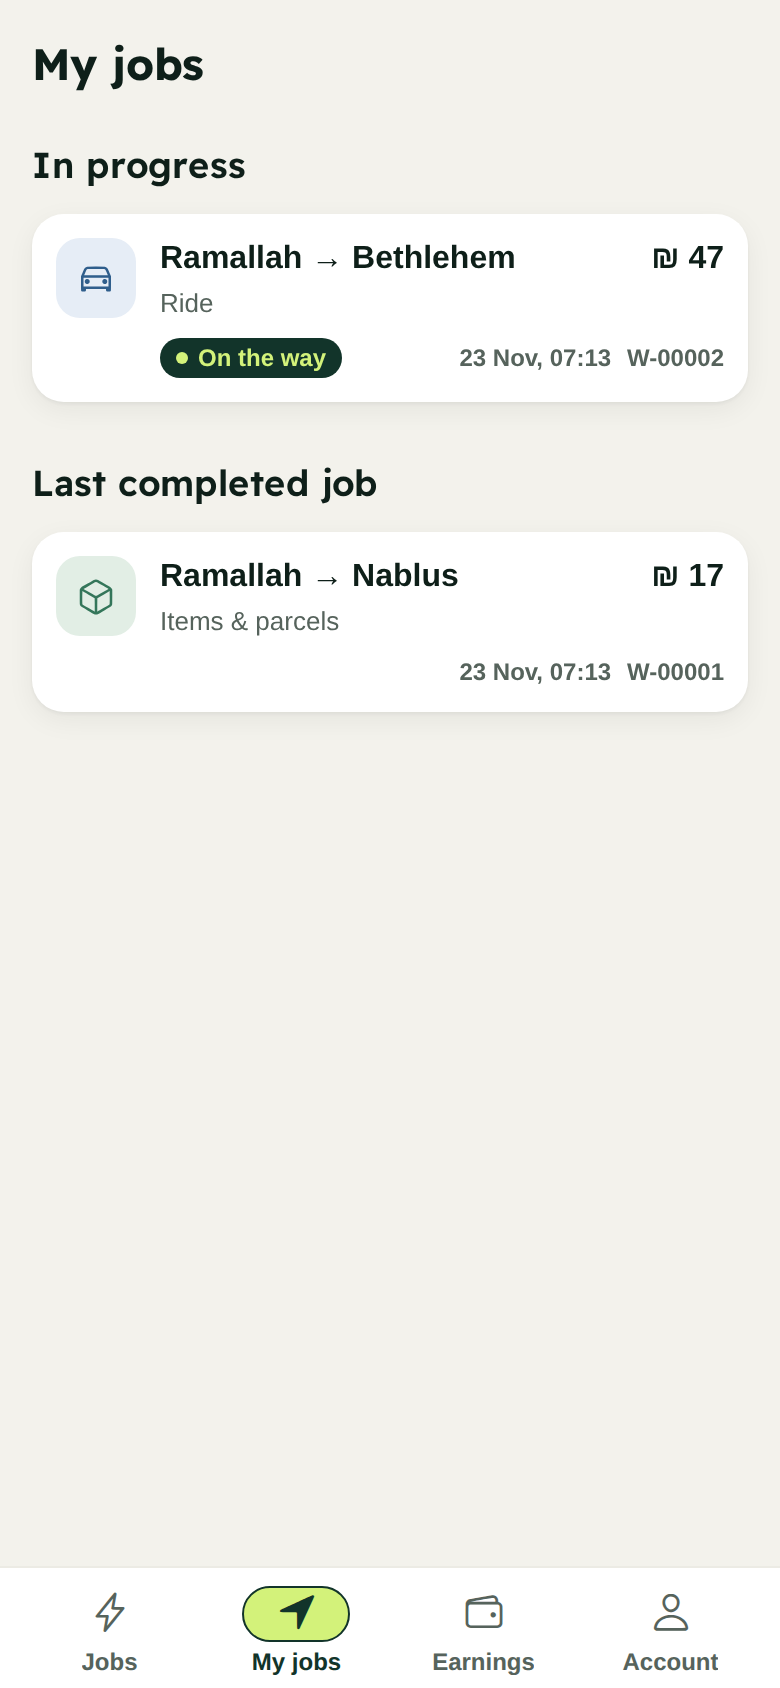 My jobs
In progress
Ramallah → Bethlehem ₪ 47
Ride
On the way 23 Nov, 07:13 W-00002
Last completed job
Ramallah → Nablus ₪ 17
Items & parcels
23 Nov, 07:13 W-00001
Jobs My jobs Earnings Account